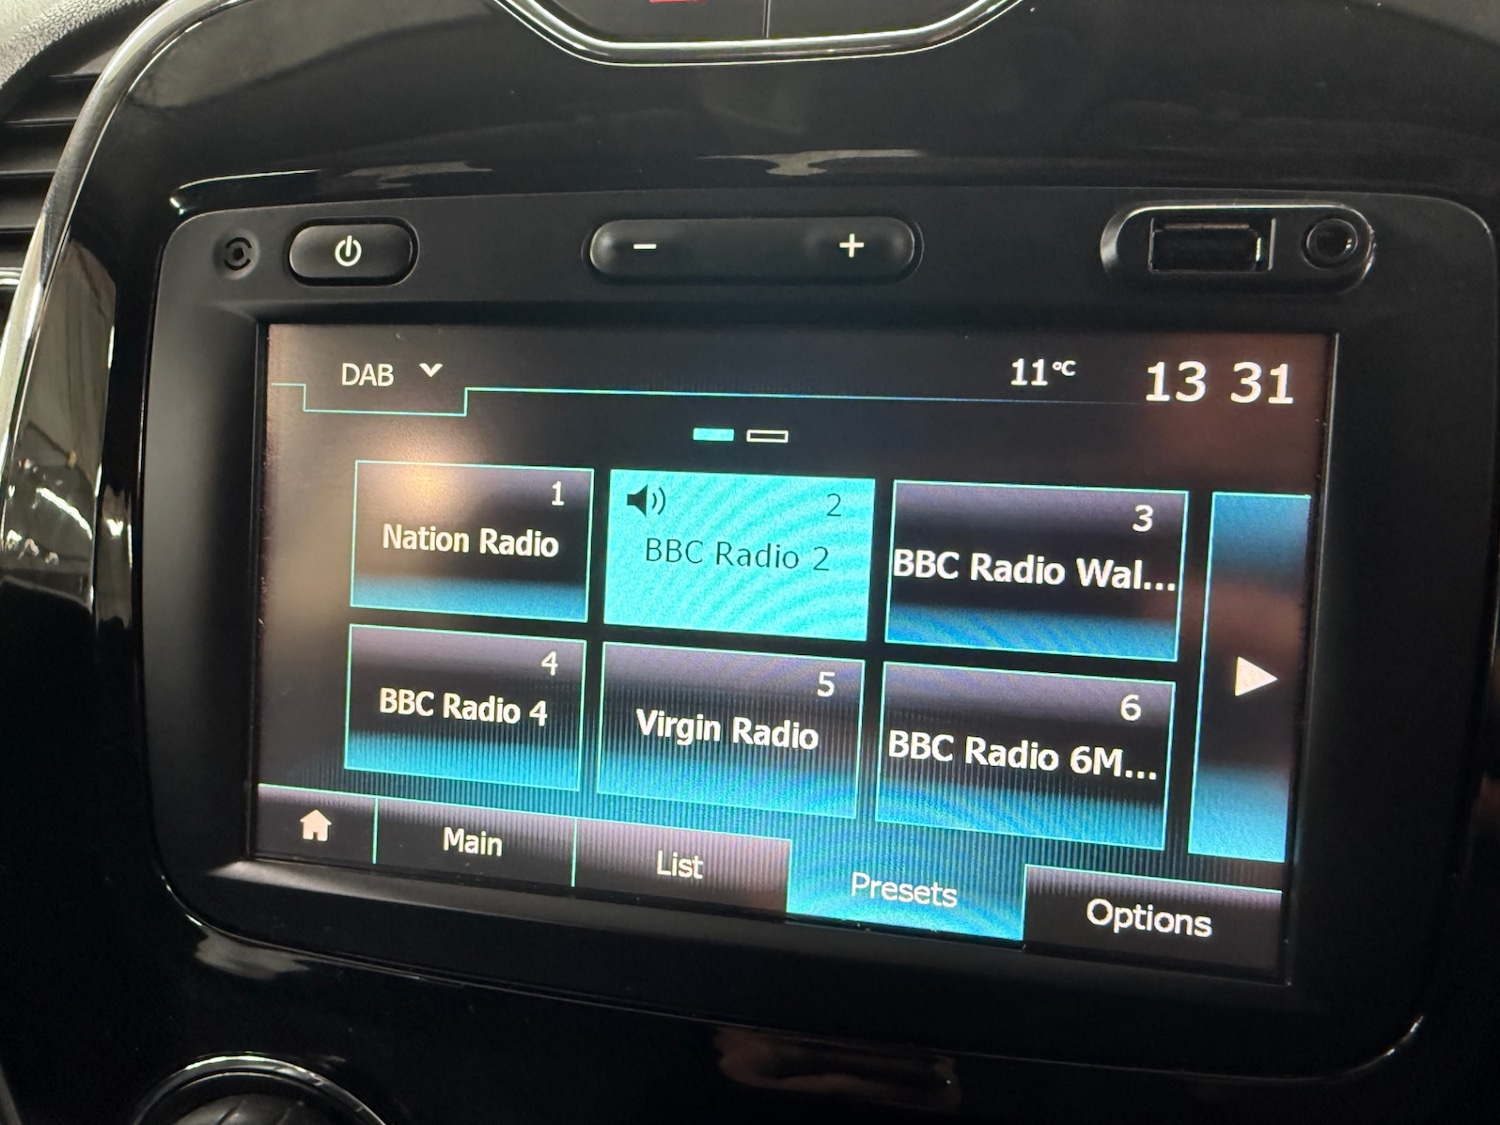 DAB
11°C
13 31
1
Nation Radio
2
BBC Radio 2
3
BBC Radio Wal...
4
BBC Radio 4
5
Virgin Radio
6
BBC Radio 6M...
Main
List
Presets
Options